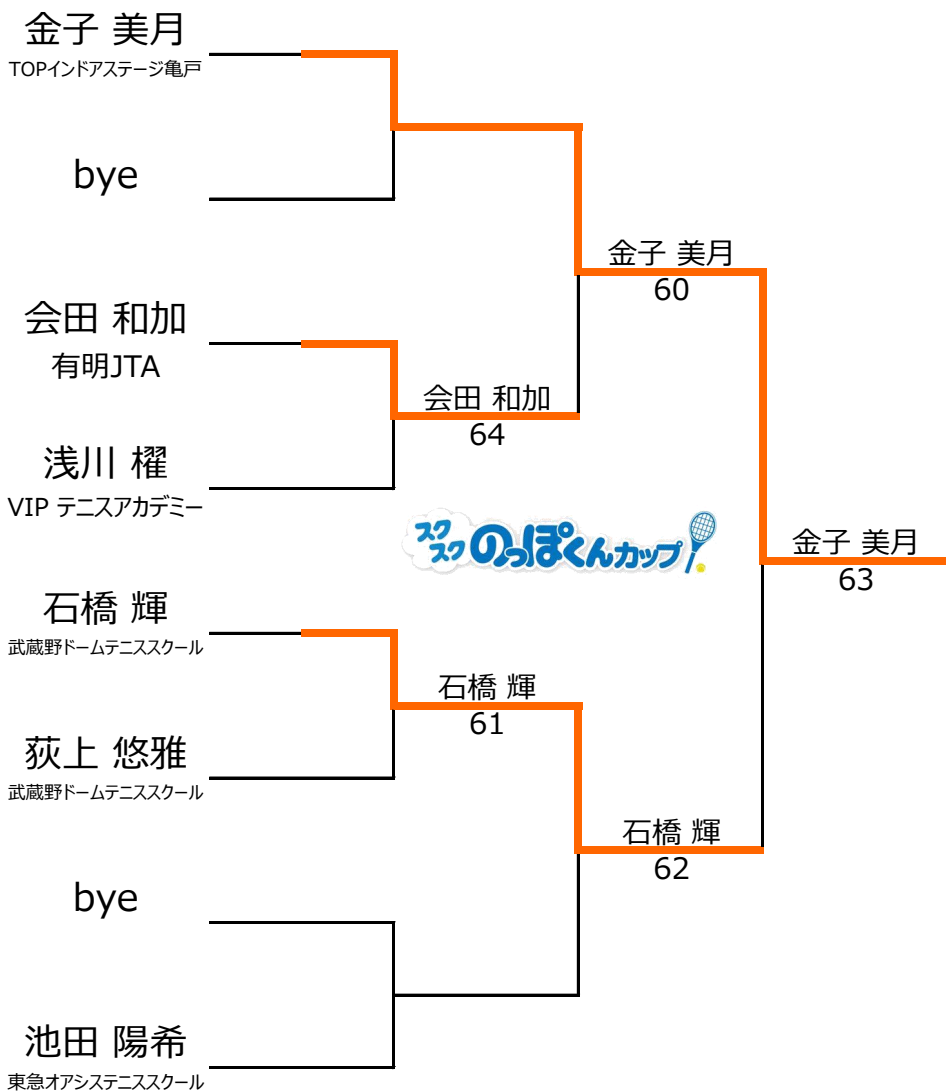 金子 美月
TOPインドアステージ亀戸
bye
金子 美月
60
会田 和加
有明JTA
会田 和加
64
浅川 櫂
VIP テニスアカデミー
スクスク のっぽくんカップ
金子 美月
63
石橋 輝
武蔵野ドームテニススクール
石橋 輝
61
荻上 悠雅
武蔵野ドームテニススクール
石橋 輝
62
bye
池田 陽希
東急オアシステニススクール